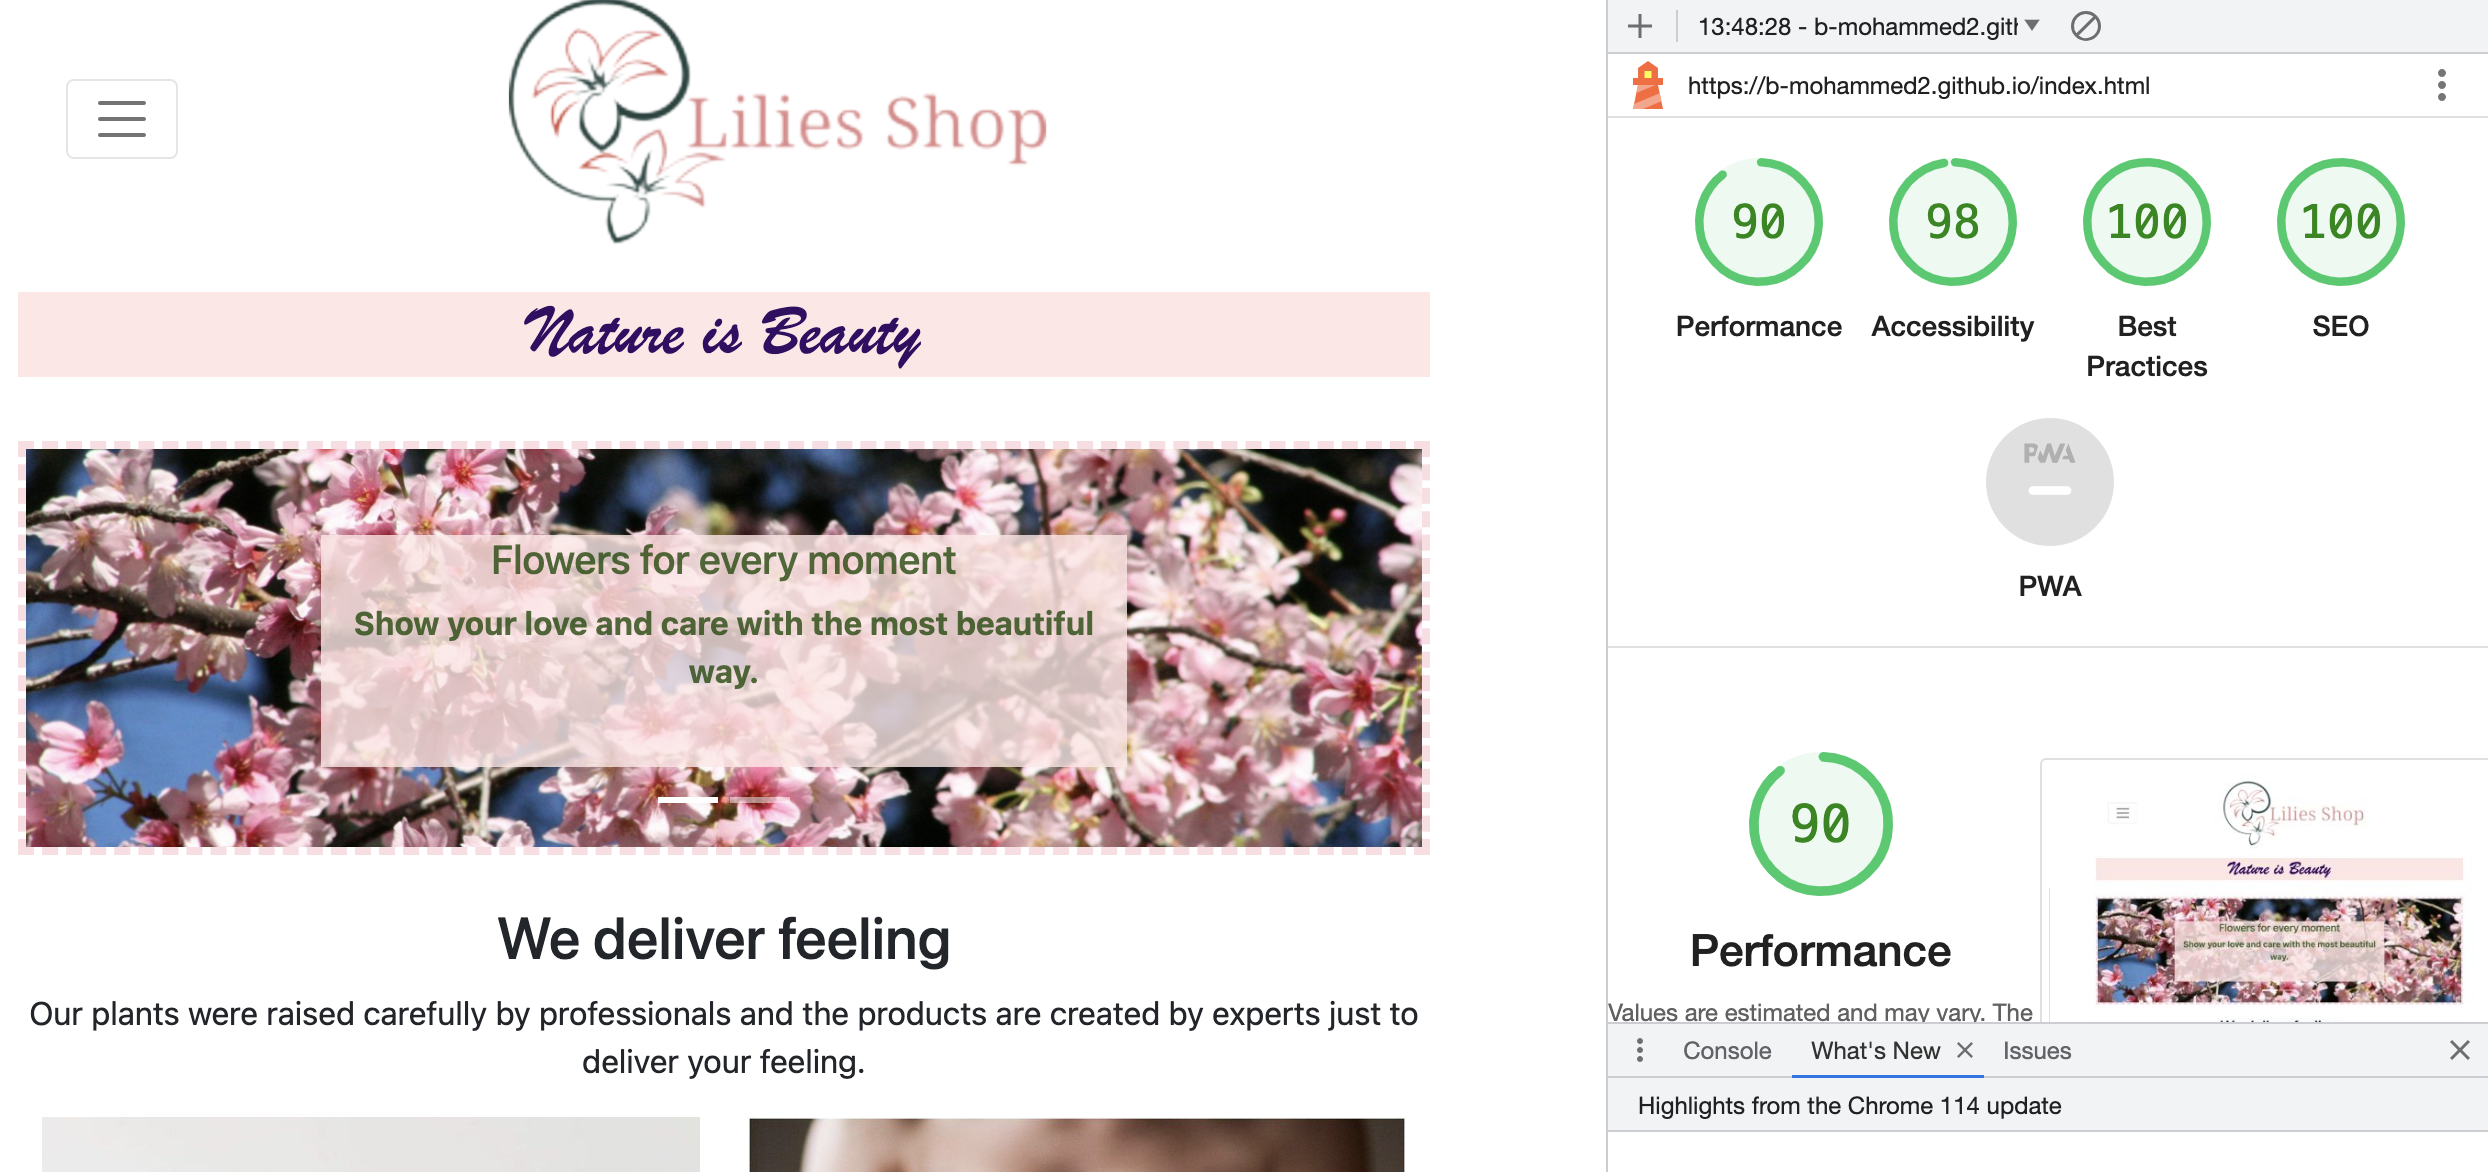 Lilies Shop
Nature is Beauty
Flowers for every moment
Show your love and care with the most beautiful
way.
We deliver feeling
Our plants were raised carefully by professionals and the products are created by experts just to
deliver your feeling.
13:48:28 - b-mohammed2.gith
https://b-mohammed2.github.io/index.html
90
98
100
100
Performance
Accessibility
Best
Practices
SEO
PWA
PWA
90
Performance
Values are estimated and may vary. The
Lilies Shop
Nature is Beauty
Flowers for every moment
Show your love and care with the most beautiful
way.
Console
What's New
Issues
Highlights from the Chrome 114 update